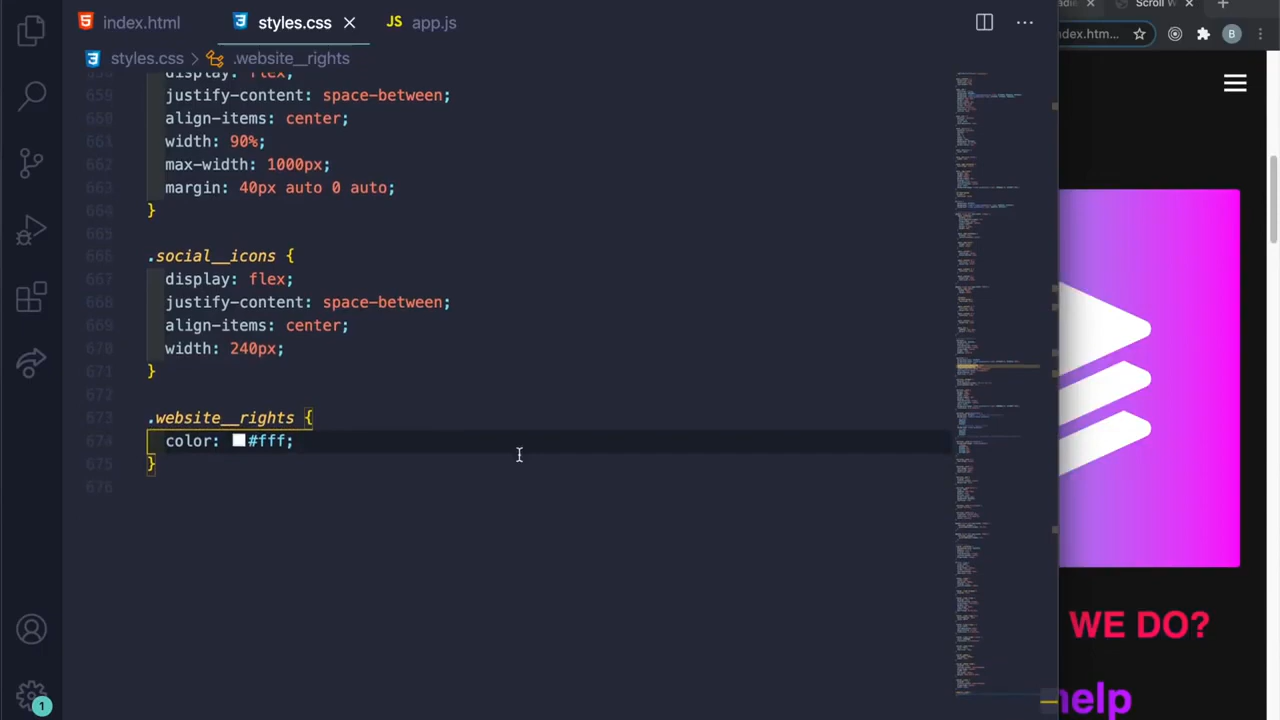 index.html
styles.css
JS app.js
Scroll W
styles.css > .website__rights
dex.htm...
B
display: flex;
659 justify-content: space-between;
660 align-items: center;
661 width: 90%;
662 max-width: 1000px;
663 margin: 40px auto 0 auto;
664 }
665
666 .social__icons {
667 display: flex;
668 justify-content: space-between;
669 align-items: center;
670 width: 240px;
671 }
672
673 .website__rights {
674 color: #fff;
675 }
676
WE DO?
help
1